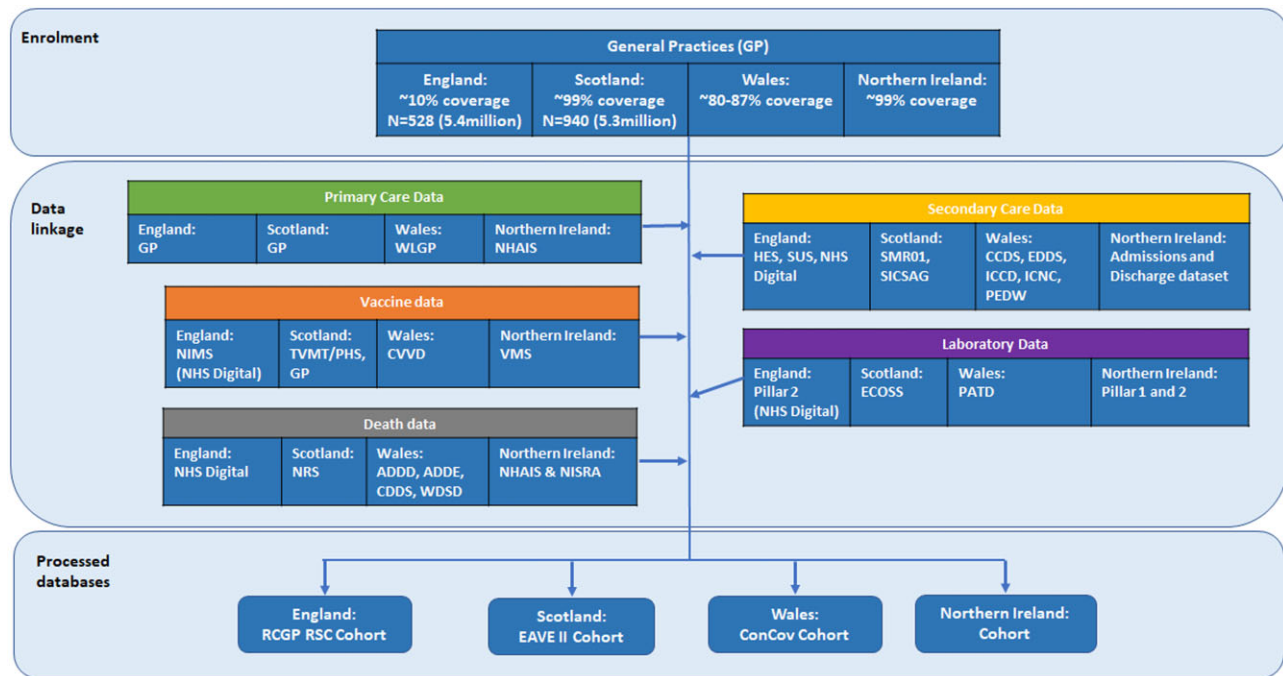 Enrolment
General Practices (GP)
England:
~10% coverage
N=528 (5.4million)
Scotland:
~99% coverage
N=940 (5.3million)
Wales:
~80-87% coverage
Northern Ireland:
~99% coverage
Data
linkage
Primary Care Data
England:
GP
Scotland:
GP
Wales:
WLGP
Northern Ireland:
NHAIS
Secondary Care Data
England:
HES, SUS, NHS
Digital
Scotland:
SMR01,
SICSAG
Wales:
CCDS, EDDS,
ICCD, ICNC,
PEDW
Northern Ireland:
Admissions and
Discharge dataset
Vaccine data
England:
NIMS
(NHS Digital)
Scotland:
TVMT/PHS,
GP
Wales:
CVVD
Northern Ireland:
VMS
Laboratory Data
England:
Pillar 2
(NHS Digital)
Scotland:
ECOSS
Wales:
PATD
Northern Ireland:
Pillar 1 and 2
Death data
England:
NHS Digital
Scotland:
NRS
Wales:
ADDD, ADDE,
CDDS, WDSD
Northern Ireland:
NHAIS & NISRA
Processed
databases
England:
RCGP RSC Cohort
Scotland:
EAVE II Cohort
Wales:
ConCov Cohort
Northern Ireland:
Cohort